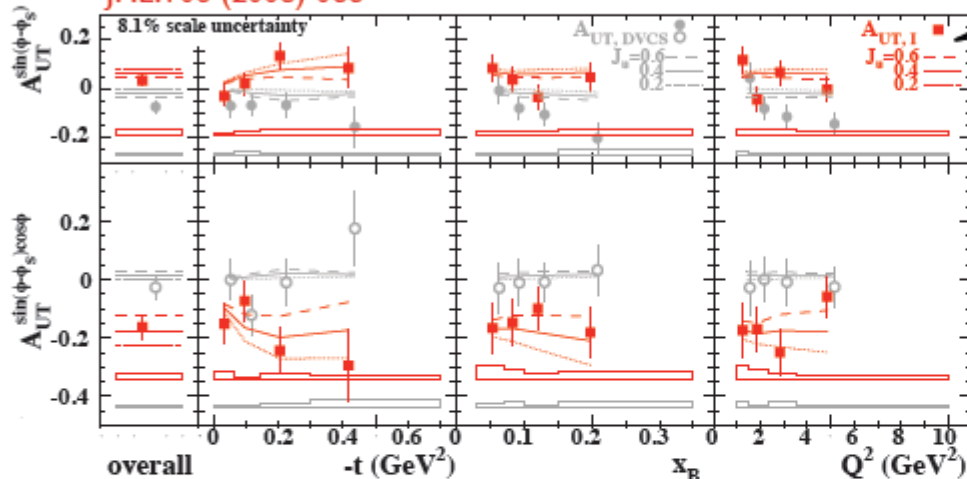 8.1% scale uncertainty
A_UT^sin(φ-φ_s)
0.2
0
-0.2
A_UT, DVCS
J_u=0.6
0.4
0.2
A_UT, I
J_u=0.6
0.4
0.2
A_UT^sin(φ-φ_s)cosφ
0.2
0
-0.2
-0.4
overall
0 0.2 0.4 0.6
-t (GeV²)
0 0.1 0.2 0.3
x_B
0 2 4 6 8 10
Q² (GeV²)